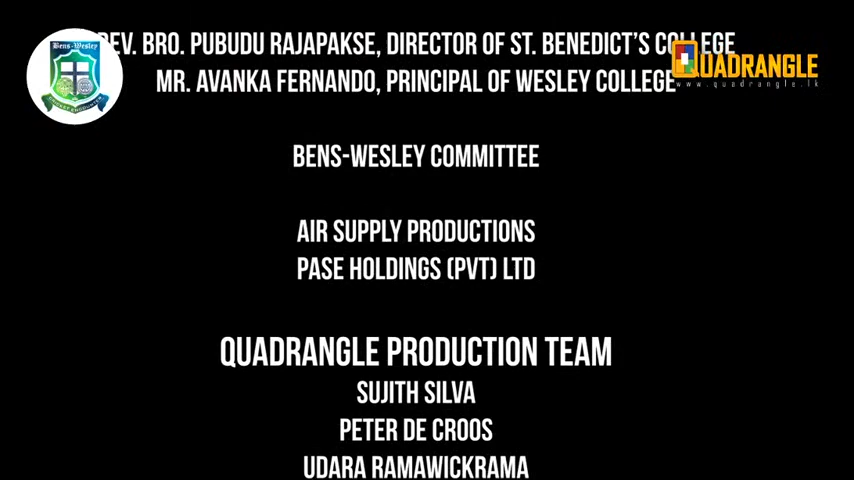 REV. BRO. PUBUDU RAJAPAKSE, DIRECTOR OF ST. BENEDICT'S COLLEGE
MR. AVANKA FERNANDO, PRINCIPAL OF WESLEY COLLEGE
Bens-Wesley
CRICKET ENCOUNTER
QUADRANGLE
www.quadrangle.lk
BENS-WESLEY COMMITTEE
AIR SUPPLY PRODUCTIONS
PASE HOLDINGS (PVT) LTD
QUADRANGLE PRODUCTION TEAM
SUJITH SILVA
PETER DE CROOS
UDARA RAMAWICKRAMA